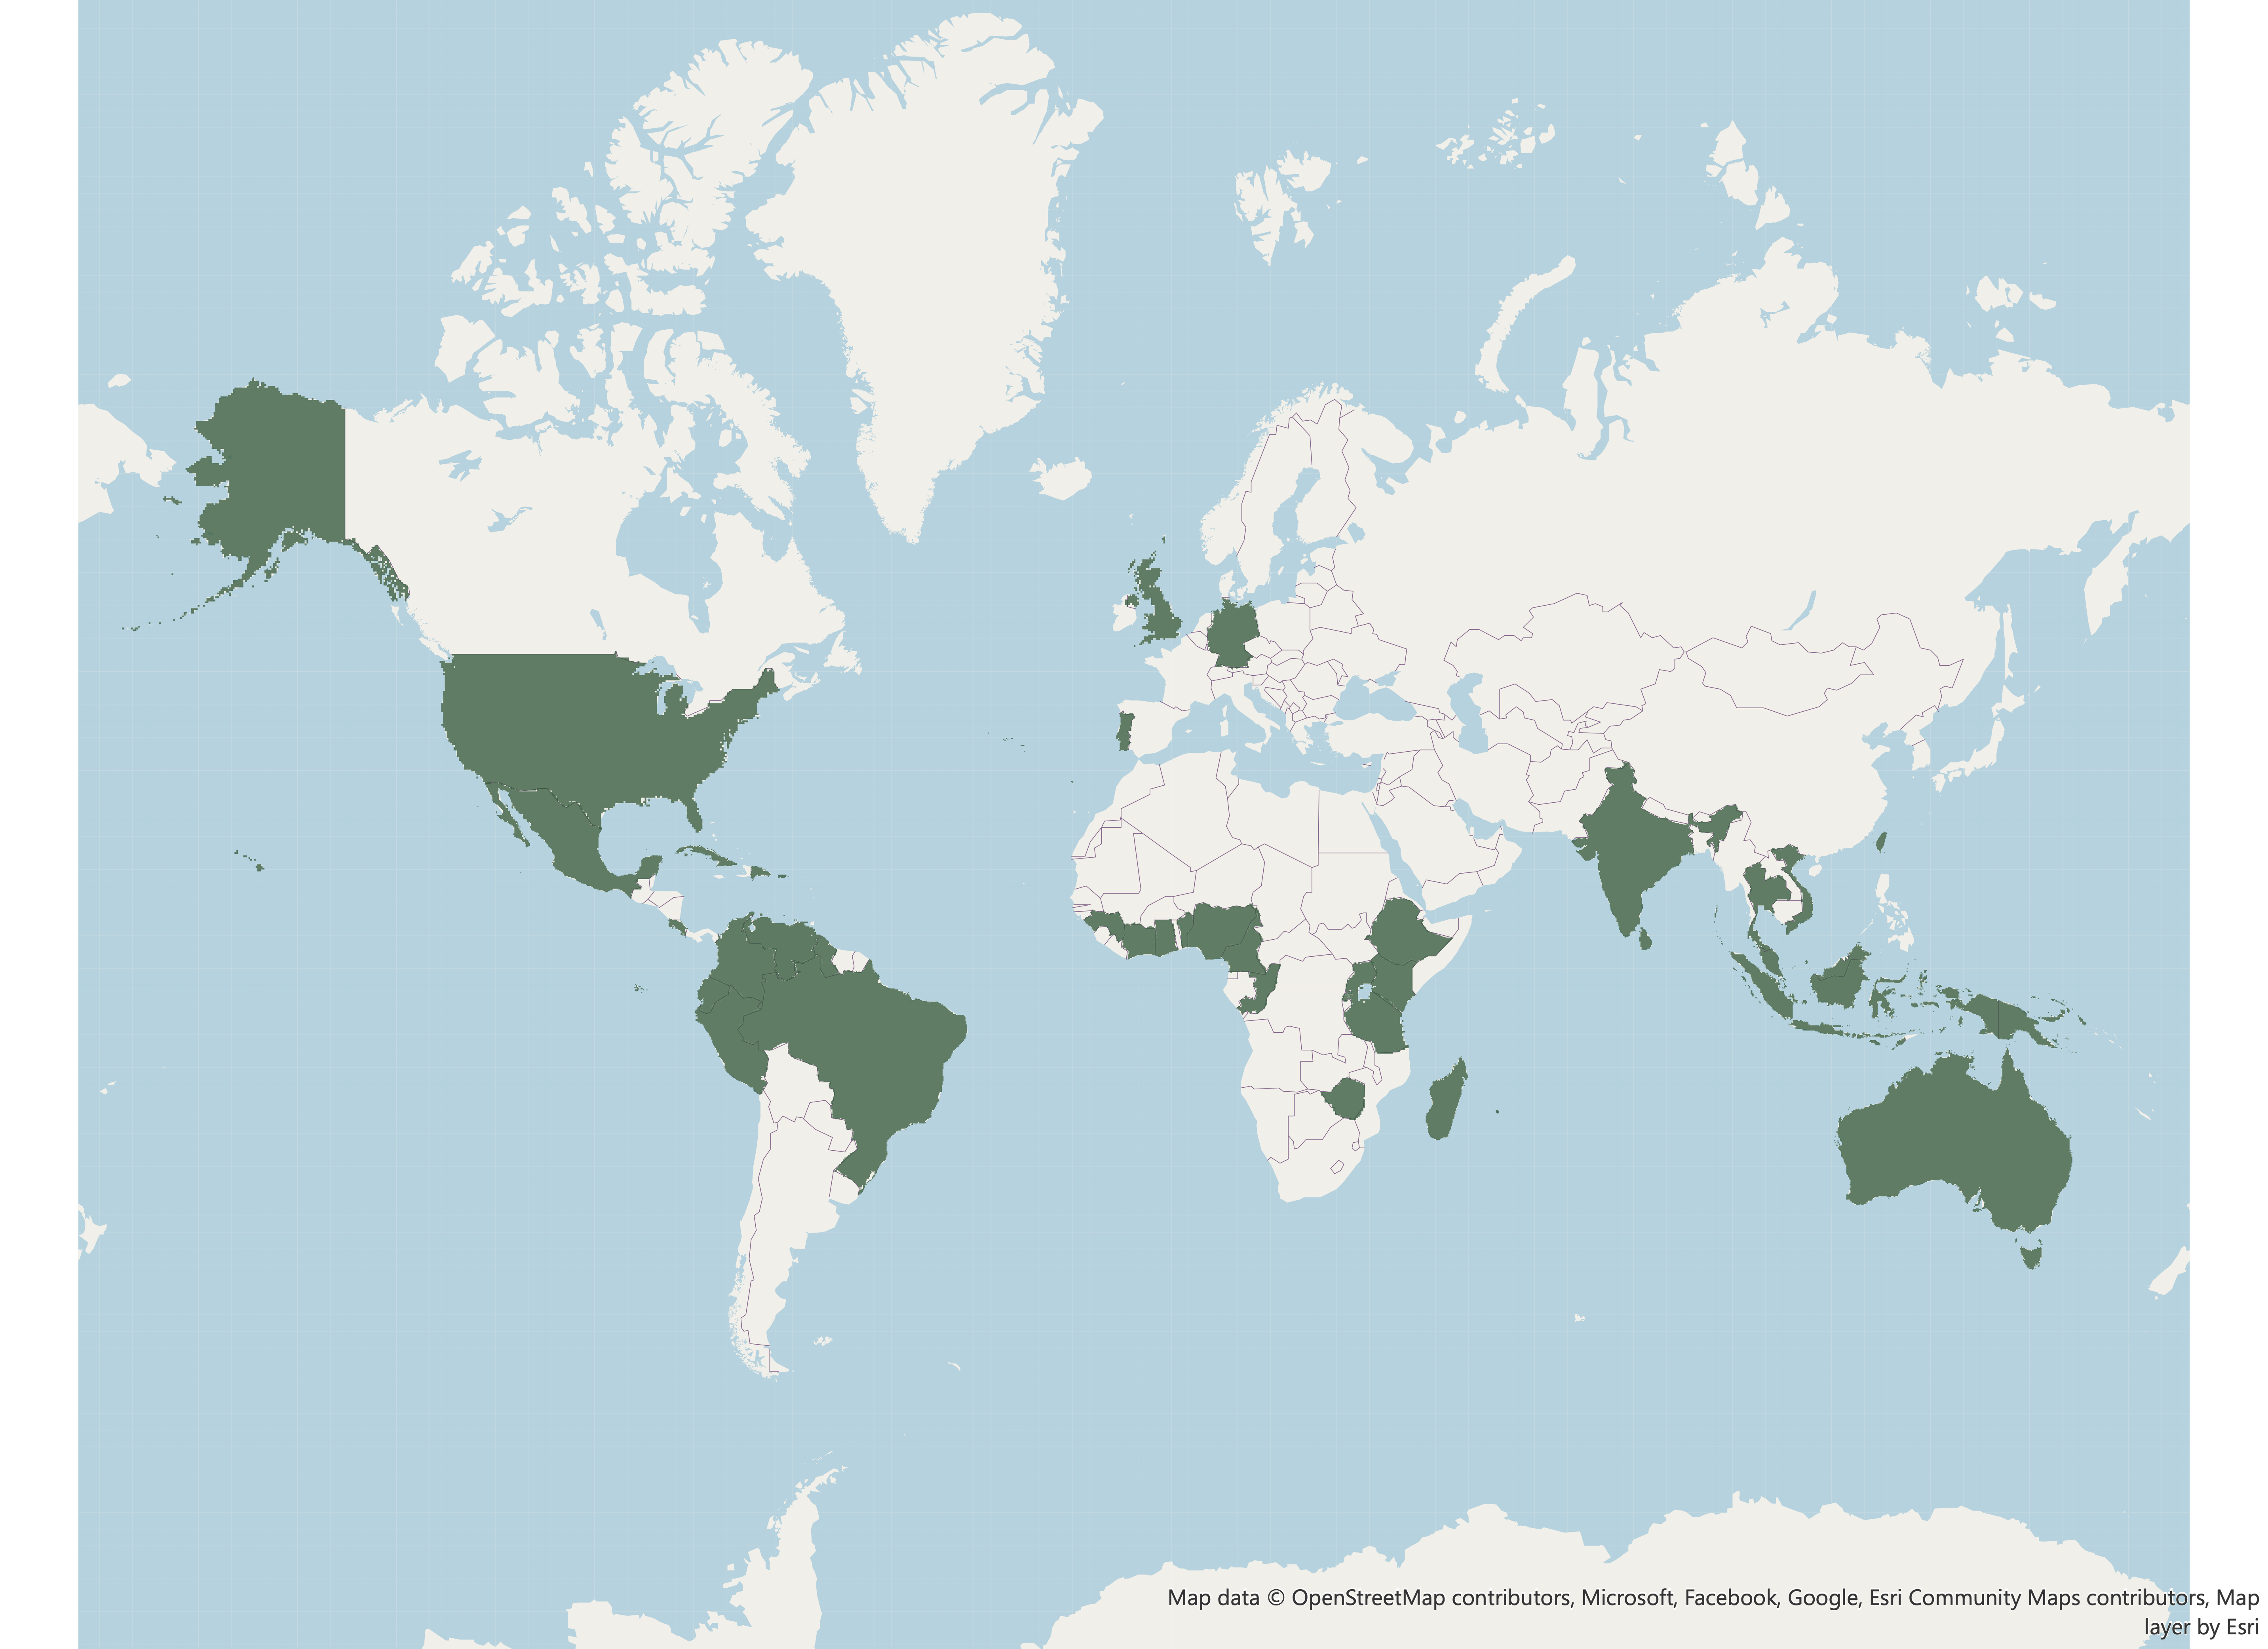 Map data © OpenStreetMap contributors, Microsoft, Facebook, Google, Esri Community Maps contributors, Map
layer by Esri